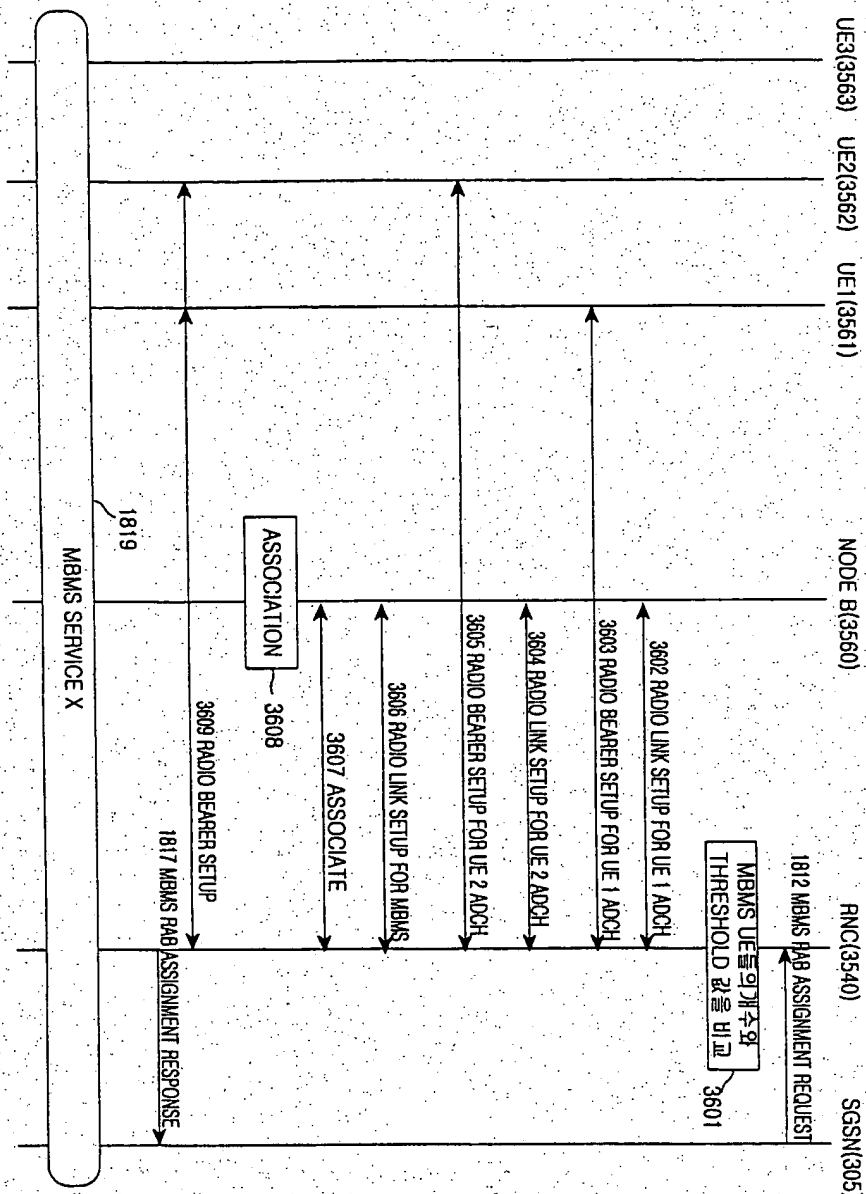 UE3(3563)
UE2(3562)
UE1(3561)
NODE B(3560)
RNC(3540)
SGSN(305
1812 MBMS RAB ASSIGNMENT REQUEST
MBMS UE들의개수와
THRESHOLD 값을 비교
3601
3602 RADIO LINK SETUP FOR UE 1 ADCH
3603 RADIO BEARER SETUP FOR UE 1 ADCH
3604 RADIO LINK SETUP FOR UE 2 ADCH
3605 RADIO BEARER SETUP FOR UE 2 ADCH
3606 RADIO LINK SETUP FOR MBMS
3607 ASSOCIATE
ASSOCIATION
3608
3609 RADIO BEARER SETUP
1817 MBMS RAB ASSIGNMENT RESPONSE
1819
MBMS SERVICE X